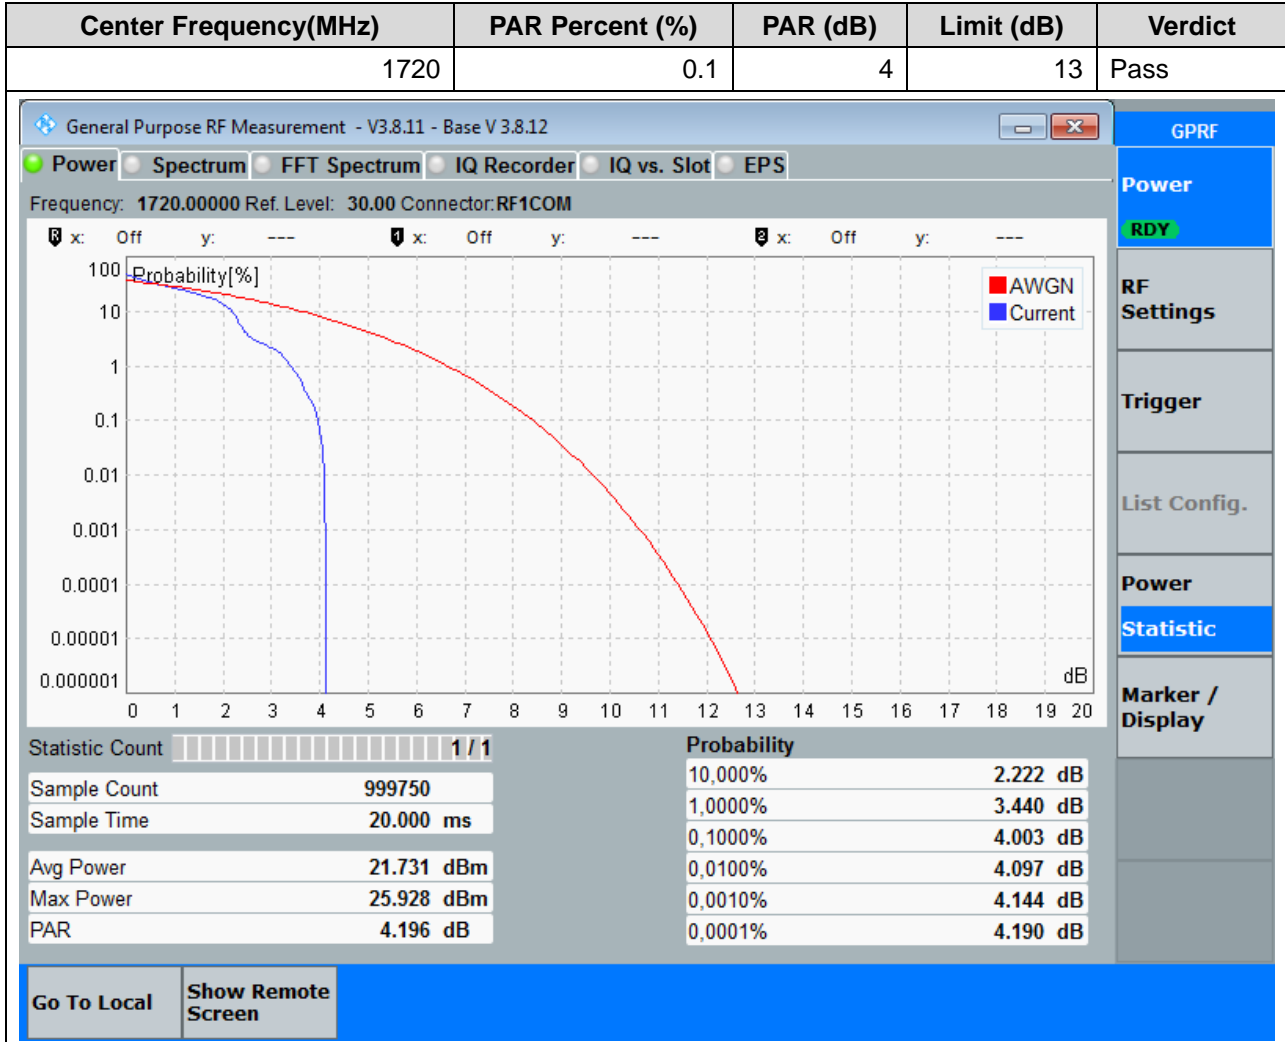 Center Frequency(MHz) PAR Percent (%) PAR (dB) Limit (dB) Verdict
1720 0.1 4 13 Pass
General Purpose RF Measurement - V3.8.11 - Base V 3.8.12
GPRF
Power Spectrum FFT Spectrum IQ Recorder IQ vs. Slot EPS
Frequency: 1720.00000 Ref. Level: 30.00 Connector: RF1COM
R x: Off y: --- 1 x: Off y: --- 2 x: Off y: ---
Probability[%]
AWGN
Current
100
10
1
0.1
0.01
0.001
0.0001
0.00001
0.000001
dB
0 1 2 3 4 5 6 7 8 9 10 11 12 13 14 15 16 17 18 19 20
Statistic Count 1 / 1
Sample Count 999750
Sample Time 20.000 ms
Avg Power 21.731 dBm
Max Power 25.928 dBm
PAR 4.196 dB
Probability
10,000% 2.222 dB
1,0000% 3.440 dB
0,1000% 4.003 dB
0,0100% 4.097 dB
0,0010% 4.144 dB
0,0001% 4.190 dB
Power
RDY
RF
Settings
Trigger
List Config.
Power
Statistic
Marker /
Display
Go To Local
Show Remote
Screen